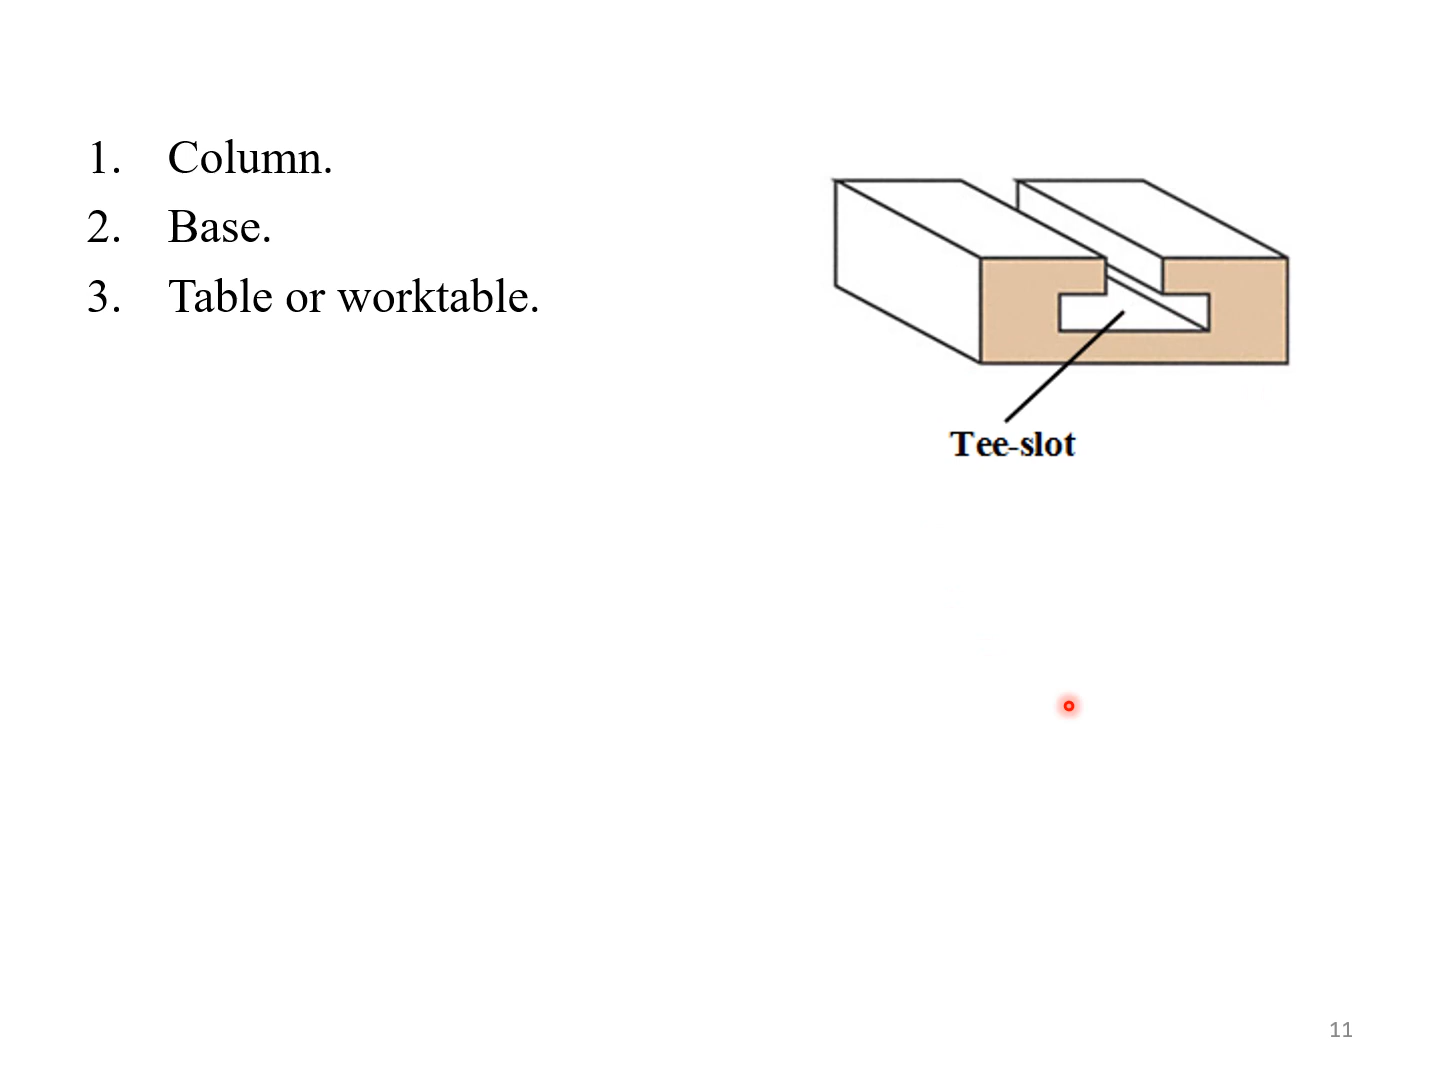 1. Column.
2. Base.
3. Table or worktable.
Tee-slot
11